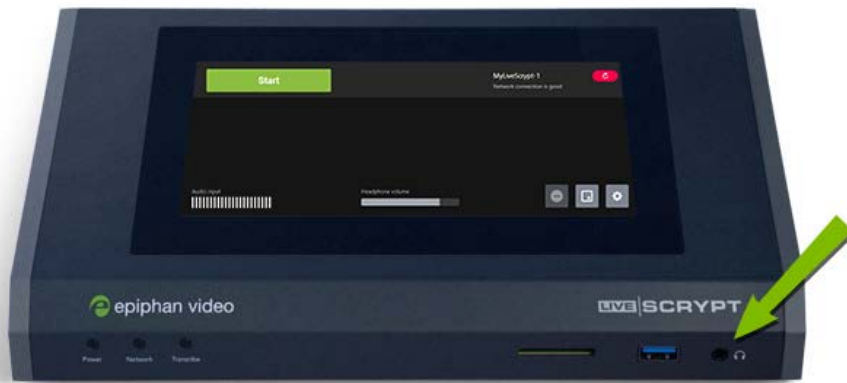 Start
MyLiveScrypt-1
Network connection is good
Audio input
Headphone volume
epiphan video
LIVE SCRYPT
Power
Network
Transcribe